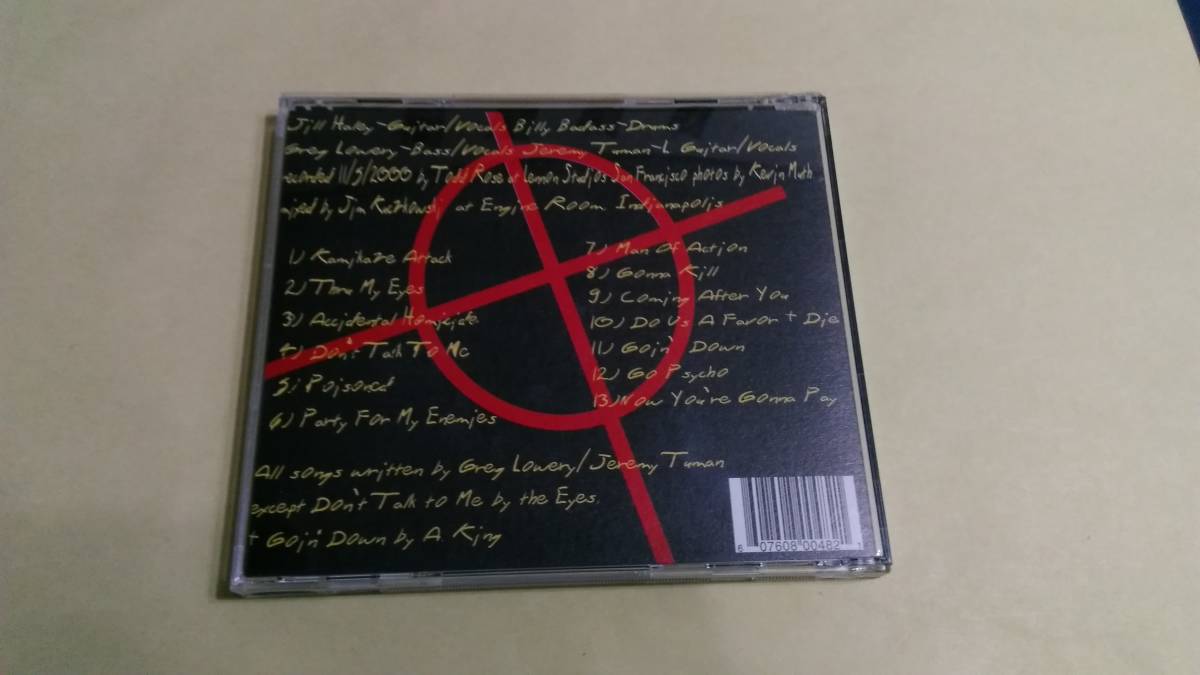 Jill Haley-Guitar/Vocals Billy Badass-Drums
Greg Lowery-Bass/Vocals Jeremy Tuman-L Guitar/Vocals
recorded 11/5/2000 by Todd Rose at Lemon Studios San Francisco photos by Kevin Muth
mixed by Jim at Engine Room Indianapolis
1) Kamikaze Attack
2) Thru My Eyes
3) Accidental Homicide
4) Don't Talk To Me
5) Poisoned
6) Party For My Enemies
7) Man Of Action
8) Gonna Kill
9) Coming After You
10) Do Us A Favor + Die
11) Goin' Down
12) Go Psycho
13) Now You're Gonna Pay
All songs written by Greg Lowery/Jeremy Tuman
except Don't Talk to Me by the Eyes.
+ Goin' Down by A. King
6 07608 00482 1